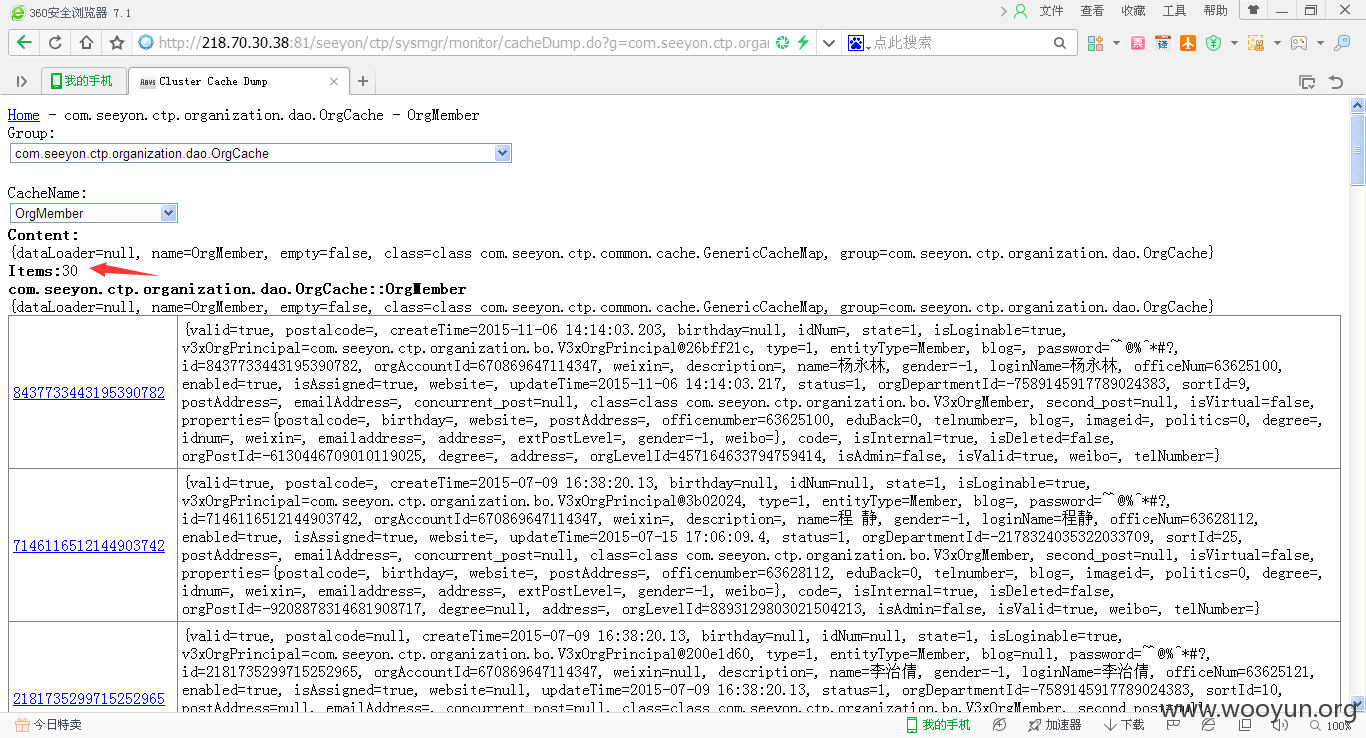 360安全浏览器 7.1
文件 查看 收藏 工具 帮助
http://218.70.30.38:81/seeyon/ctp/sysmgr/monitor/cacheDump.do?g=com.seeyon.ctp.organ
点此搜索
我的手机
Cluster Cache Dump
Home - com.seeyon.ctp.organization.dao.OrgCache - OrgMember
Group:
com.seeyon.ctp.organization.dao.OrgCache
CacheName:
OrgMember
Content:
{dataLoader=null, name=OrgMember, empty=false, class=class com.seeyon.ctp.common.cache.GenericCacheMap, group=com.seeyon.ctp.organization.dao.OrgCache}
Items:30
com.seeyon.ctp.organization.dao.OrgCache::OrgMember
{dataLoader=null, name=OrgMember, empty=false, class=class com.seeyon.ctp.common.cache.GenericCacheMap, group=com.seeyon.ctp.organization.dao.OrgCache}
8437733443195390782
{valid=true, postalcode=, createTime=2015-11-06 14:14:03.203, birthday=null, idNum=, state=1, isLoginable=true,
v3xOrgPrincipal=com.seeyon.ctp.organization.bo.V3xOrgPrincipal@26bff21c, type=1, entityType=Member, blog=, password=~^@%^*#?,
id=8437733443195390782, orgAccountId=670869647114347, weixin=, description=, name=杨永林, gender=-1, loginName=杨永林, officeNum=63625100,
enabled=true, isAssigned=true, website=, updateTime=2015-11-06 14:14:03.217, status=1, orgDepartmentId=-7589145917789024383, sortId=9,
postAddress=, emailAddress=, concurrent_post=null, class=class com.seeyon.ctp.organization.bo.V3xOrgMember, second_post=null, isVirtual=false,
properties={postalcode=, birthday=, website=, postAddress=, officenumber=63625100, eduBack=0, telnumber=, blog=, imageid=, politics=0, degree=,
idnum=, weixin=, emailaddress=, address=, extPostLevel=, gender=-1, weibo=}, code=, isInternal=true, isDeleted=false,
orgPostId=-6130446709010119025, degree=, address=, orgLevelId=457164633794759414, isAdmin=false, isValid=true, weibo=, telNumber=}
7146116512144903742
{valid=true, postalcode=, createTime=2015-07-09 16:38:20.13, birthday=null, idNum=null, state=1, isLoginable=true,
v3xOrgPrincipal=com.seeyon.ctp.organization.bo.V3xOrgPrincipal@3b02024, type=1, entityType=Member, blog=, password=~^@%^*#?,
id=7146116512144903742, orgAccountId=670869647114347, weixin=, description=, name=程 静, gender=-1, loginName=程静, officeNum=63628112,
enabled=true, isAssigned=true, website=, updateTime=2015-07-15 17:06:09.4, status=1, orgDepartmentId=-2178324035322033709, sortId=25,
postAddress=, emailAddress=, concurrent_post=null, class=class com.seeyon.ctp.organization.bo.V3xOrgMember, second_post=null, isVirtual=false,
properties={postalcode=, birthday=, website=, postAddress=, officenumber=63628112, eduBack=0, telnumber=, blog=, imageid=, politics=0, degree=,
idnum=, weixin=, emailaddress=, address=, extPostLevel=, gender=-1, weibo=}, code=, isInternal=true, isDeleted=false,
orgPostId=-9208878314681908717, degree=null, address=, orgLevelId=8893129803021504213, isAdmin=false, isValid=true, weibo=, telNumber=}
2181735299715252965
{valid=true, postalcode=null, createTime=2015-07-09 16:38:20.13, birthday=null, idNum=null, state=1, isLoginable=true,
v3xOrgPrincipal=com.seeyon.ctp.organization.bo.V3xOrgPrincipal@200e1d60, type=1, entityType=Member, blog=null, password=~^@%^*#?,
id=2181735299715252965, orgAccountId=670869647114347, weixin=null, description=, name=李治倩, gender=-1, loginName=李治倩, officeNum=63625121,
enabled=true, isAssigned=true, website=null, updateTime=2015-07-09 16:38:20.13, status=1, orgDepartmentId=-7589145917789024383, sortId=10,
postAddress=null, emailAddress=null, concurrent_post=null, class=class com.seeyon.ctp.organization.bo.V3xOrgMember, second_post=null,
www.wooyun.org
今日特卖
我的手机 加速器 下载 100%